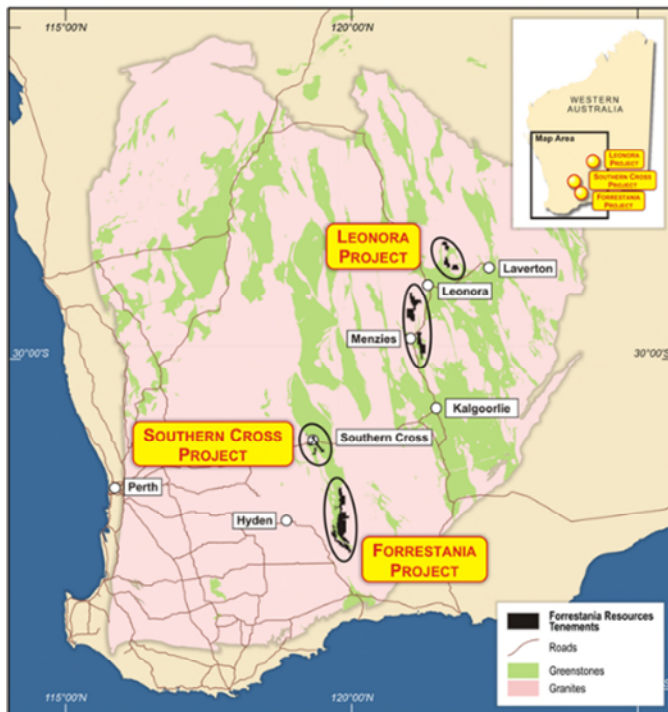 115°00'N
120°00'N
WESTERN
AUSTRALIA
Map Area
LEONORA
PROJECT
SOUTHERN CROSS
PROJECT
FORRESTANIA
PROJECT
LEONORA
PROJECT
Laverton
Leonora
Menzies
30°00'S
30°00'S
Kalgoorlie
SOUTHERN CROSS
PROJECT
Southern Cross
Perth
Hyden
FORRESTANIA
PROJECT
Forrestania Resources
Tenements
Roads
Greenstones
Granites
115°00'N
120°00'N